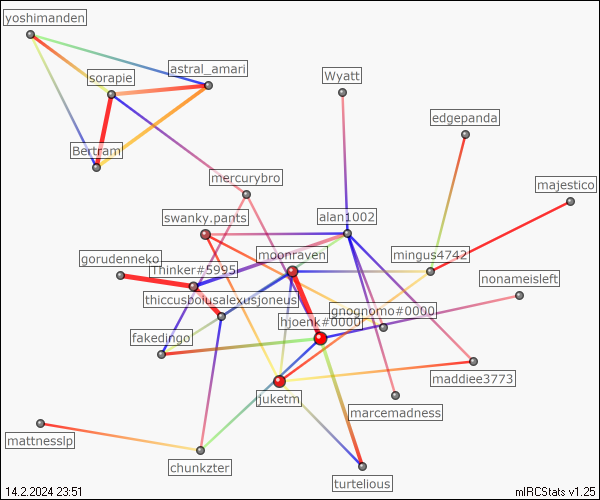 yoshimanden
astral_amari
sorapie
Wyatt
edgepanda
Bertram
mercurybro
majestico
swanky.pants
alan1002
moonraven
mingus4742
gorudenneko
Thinker#5995
nonameisleft
thiccusbolusalexusjoneus
gnognomo#0000
hjoenk#0000
fakedingo
maddiee3773
juketm
marcemadness
mattnesslp
chunkzter
turtelious
14.2.2024 23:51
mIRCStats v1.25